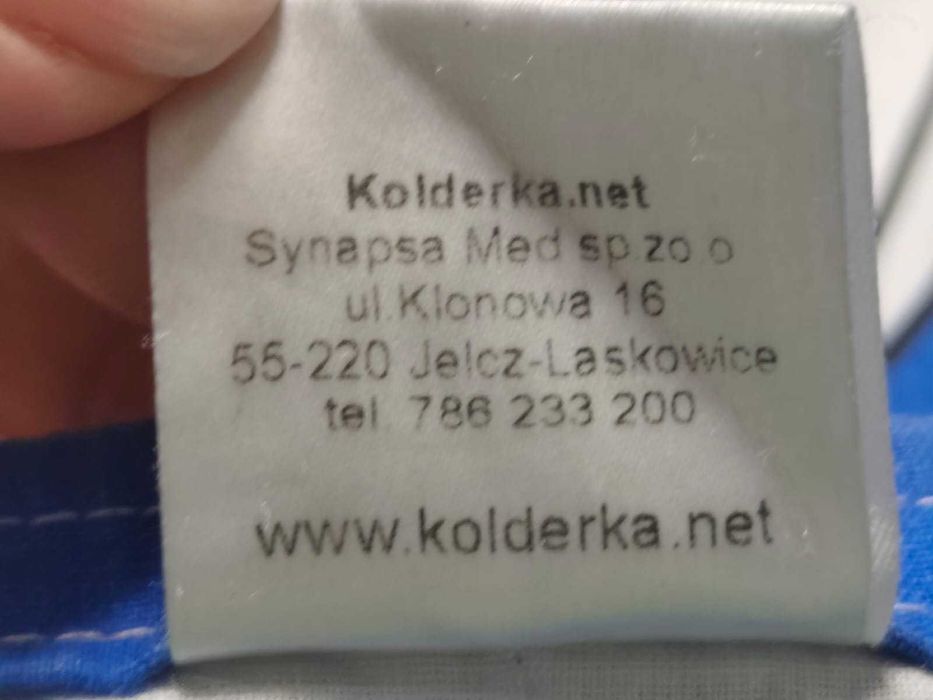 Kolderka.net
Synapsa Med sp.zo.o
ul.Klonowa 16
55-220 Jelcz-Laskowice
tel. 786 233 200
www.kolderka.net